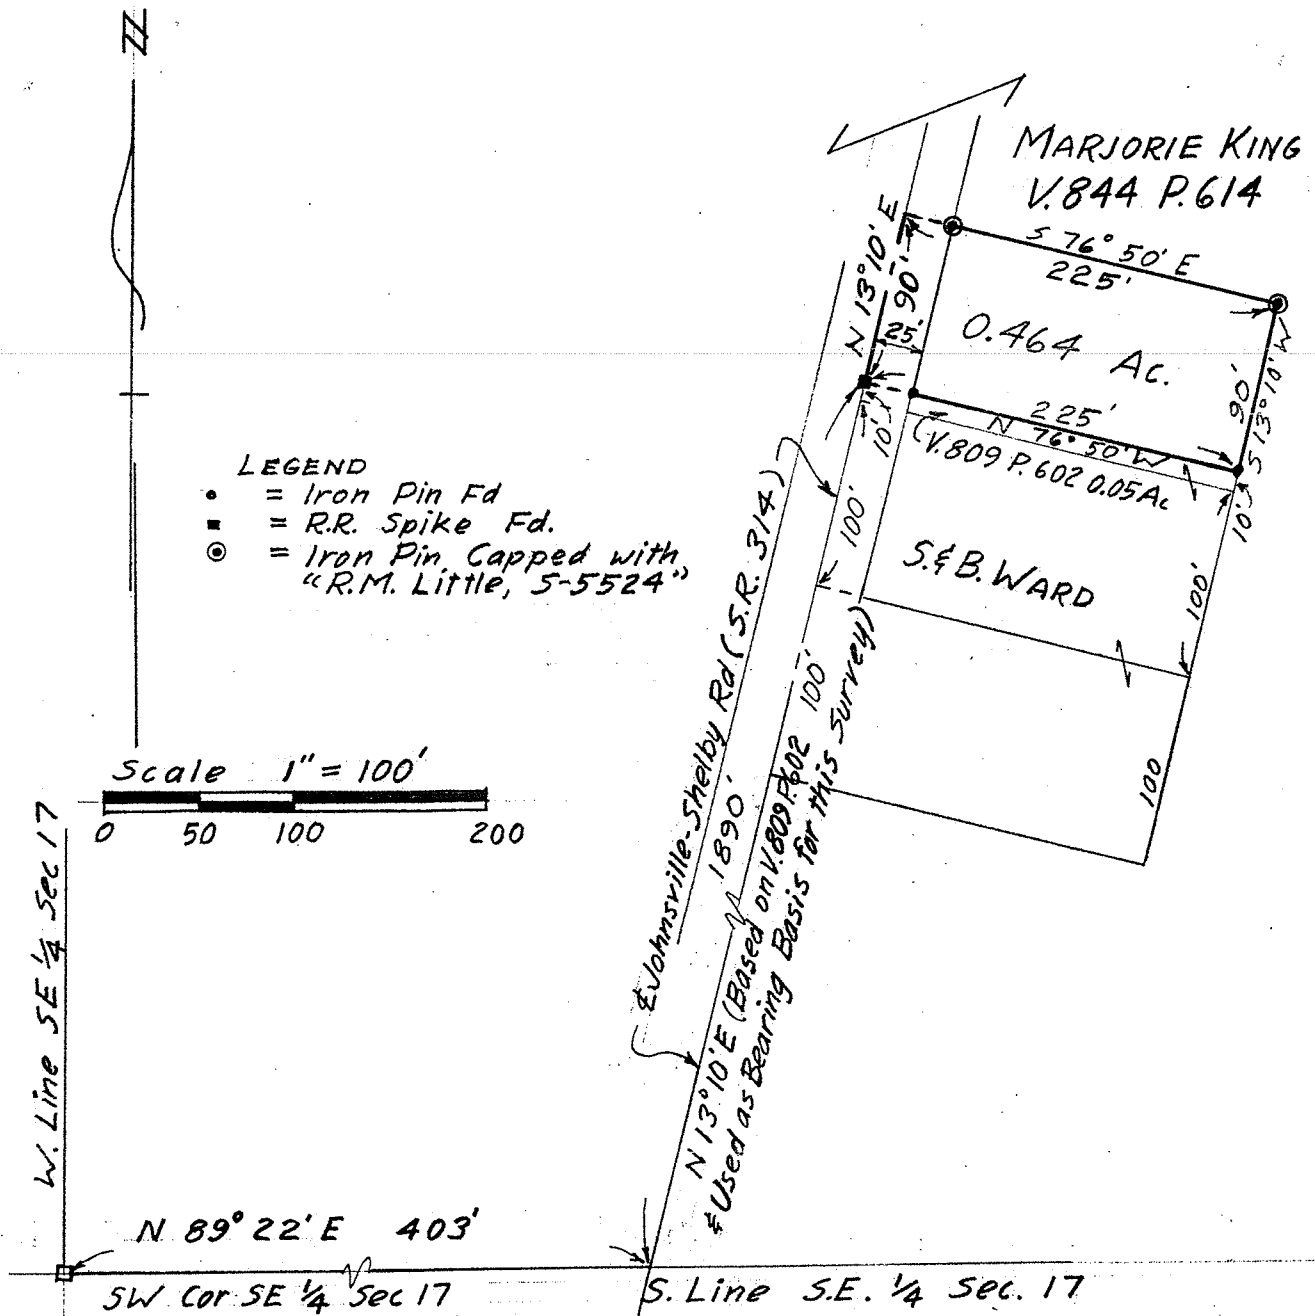 N
MARJORIE KING
V.844 P.614
S 76° 50' E
225'
N 13°10' E
90'
25'
0.464 Ac.
90'
S 13°10' W
225'
N 76° 50' W
10'
(V.809 P.602 0.05Ac
10'
LEGEND
• = Iron Pin Fd
■ = R.R. Spike Fd.
◉ = Iron Pin Capped with
"R.M. Little, S-5524"
100'
S.& B. WARD
100'
℄ Johnsville-Shelby Rd (S.R. 314)
100'
100
1890'
N 13°10' E (Based on V.809 P.602
& Used as Bearing Basis for this Survey)
Scale 1" = 100'
0 50 100 200
W. Line SE ¼ Sec 17
N 89° 22' E 403'
SW Cor SE ¼ Sec 17
S. Line S.E. ¼ Sec. 17